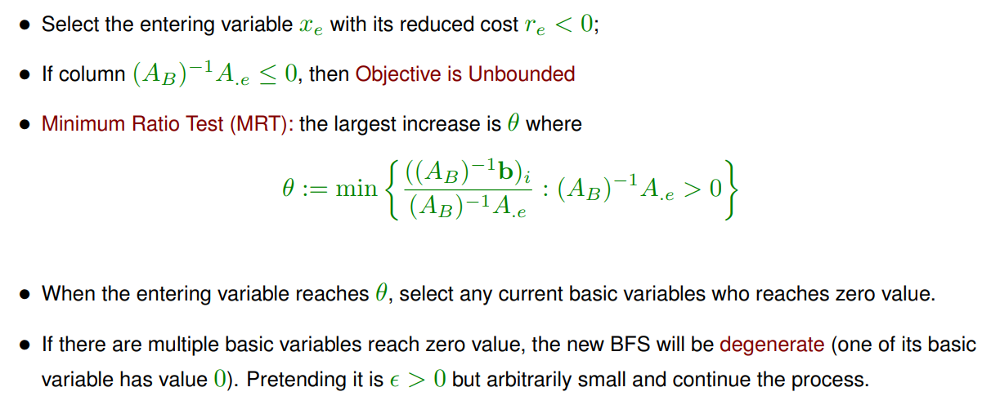 • Select the entering variable $x_e$ with its reduced cost $r_e < 0$;
• If column $(A_B)^{-1}A_{.e} \leq 0$, then Objective is Unbounded
• Minimum Ratio Test (MRT): the largest increase is $\theta$ where
$\theta := \min \left\{ \frac{((A_B)^{-1}\mathbf{b})_i}{(A_B)^{-1}A_{.e}} : (A_B)^{-1}A_{.e} > 0 \right\}$
• When the entering variable reaches $\theta$, select any current basic variables who reaches zero value.
• If there are multiple basic variables reach zero value, the new BFS will be degenerate (one of its basic
variable has value $0$). Pretending it is $\epsilon > 0$ but arbitrarily small and continue the process.